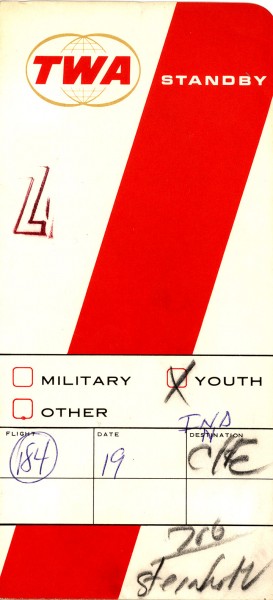 TWA
STANDBY
4
MILITARY
YOUTH
OTHER
IND
FLIGHT DATE DESTINATION
184 19